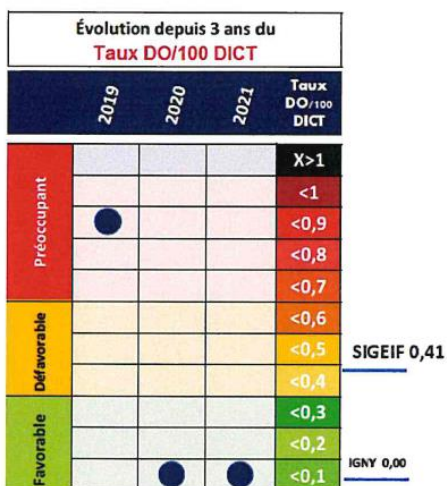 Évolution depuis 3 ans du
Taux DO/100 DICT
2019
2020
2021
Taux
DO/100
DICT
Préoccupant
X>1
<1
<0,9
<0,8
<0,7
Défavorable
<0,6
<0,5
SIGEIF 0,41
<0,4
Favorable
<0,3
<0,2
<0,1
IGNY 0,00